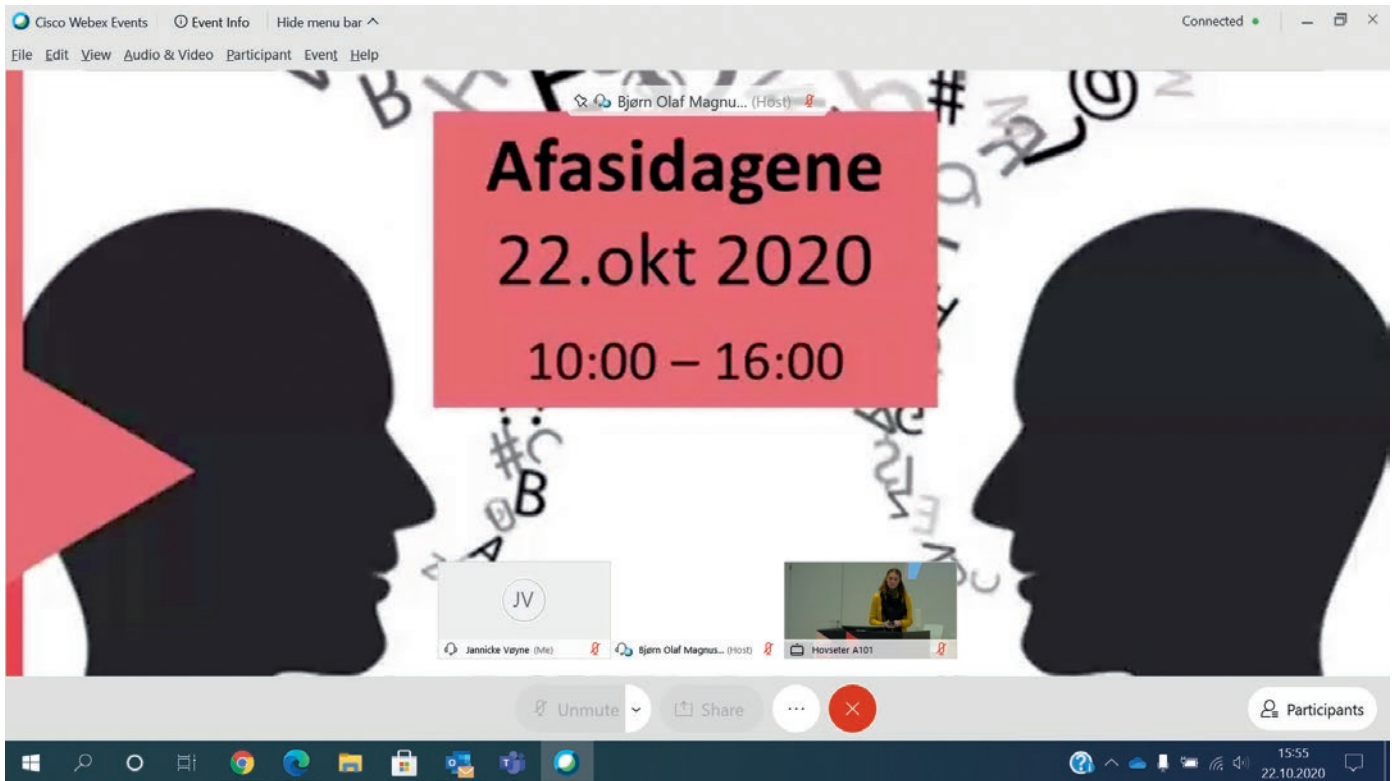 Cisco Webex Events Event Info Hide menu bar Connected
File Edit View Audio & Video Participant Event Help
Bjørn Olaf Magnu... (Host)
Afasidagene
22.okt 2020
10:00 – 16:00
JV
Jannicke Vøyne (Me) Bjørn Olaf Magnus... (Host) Hovseter A101
Unmute Share Participants
15:55
22.10.2020